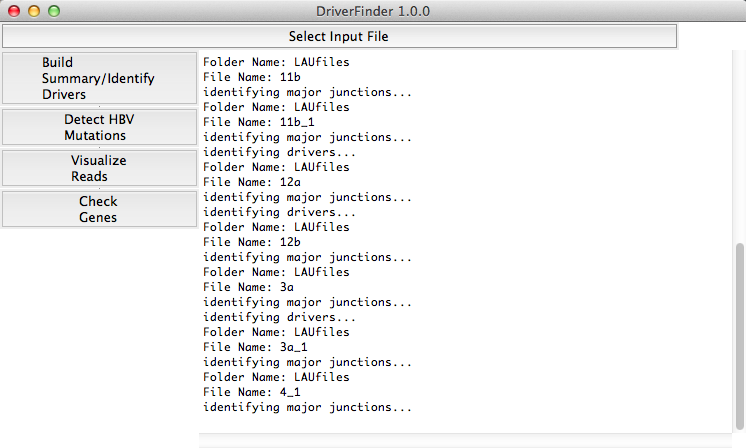 DriverFinder 1.0.0
Select Input File
Build
Summary/Identify
Drivers
Detect HBV
Mutations
Visualize
Reads
Check
Genes
Folder Name: LAUfiles
File Name: 11b
identifying major junctions...
Folder Name: LAUfiles
File Name: 11b_1
identifying major junctions...
identifying drivers...
Folder Name: LAUfiles
File Name: 12a
identifying major junctions...
identifying drivers...
Folder Name: LAUfiles
File Name: 12b
identifying major junctions...
Folder Name: LAUfiles
File Name: 3a
identifying major junctions...
identifying drivers...
Folder Name: LAUfiles
File Name: 3a_1
identifying major junctions...
Folder Name: LAUfiles
File Name: 4_1
identifying major junctions...